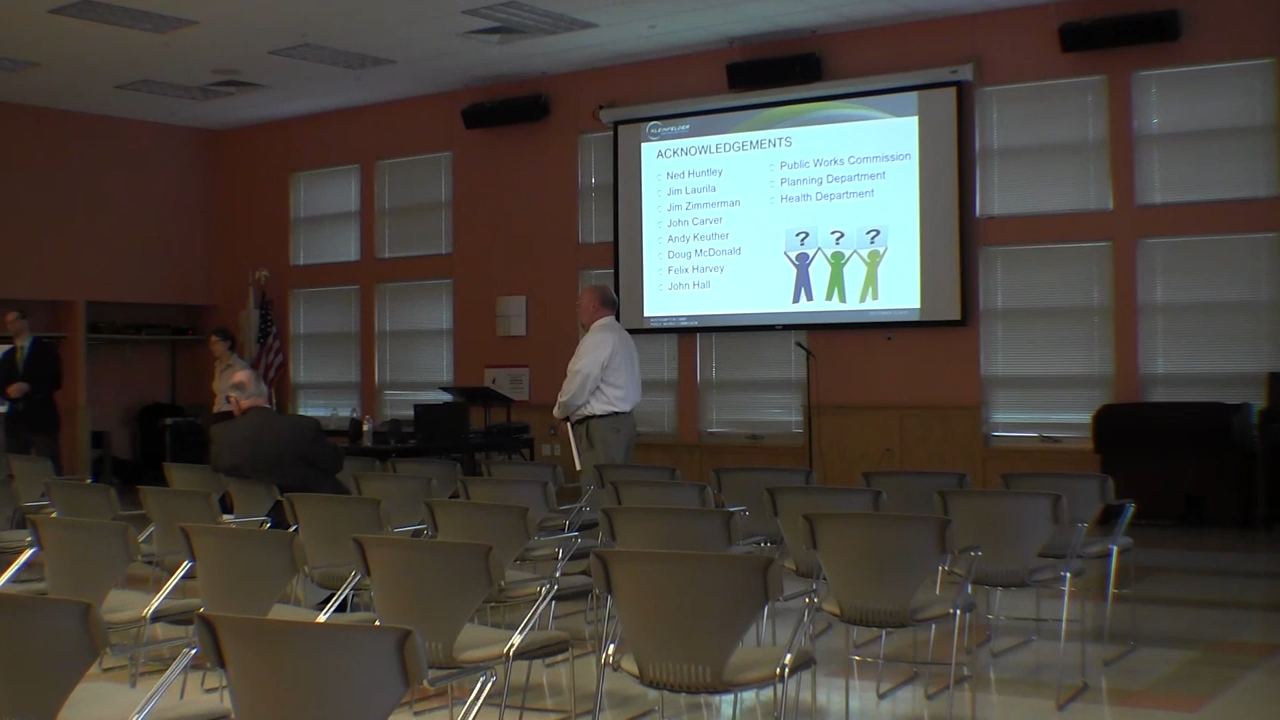 KLEINFELDER
ACKNOWLEDGEMENTS
Ned Huntley
Jim Laurila
Jim Zimmerman
John Carver
Andy Keuther
Doug McDonald
Felix Harvey
John Hall
Public Works Commission
Planning Department
Health Department
? ? ?